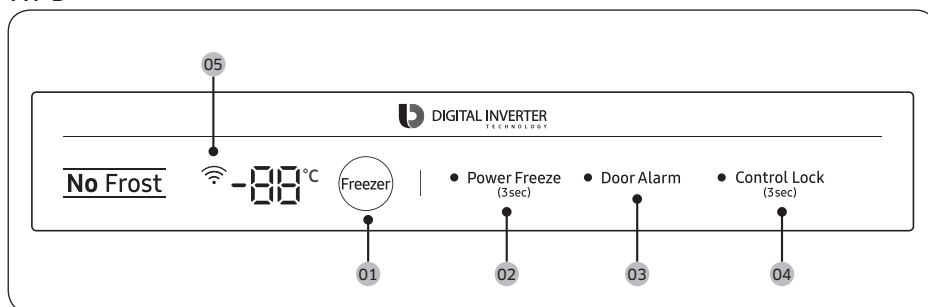 05
DIGITAL INVERTER
TECHNOLOGY
No Frost -88°C Freezer Power Freeze Door Alarm Control Lock
(3sec) (3sec)
01 02 03 04